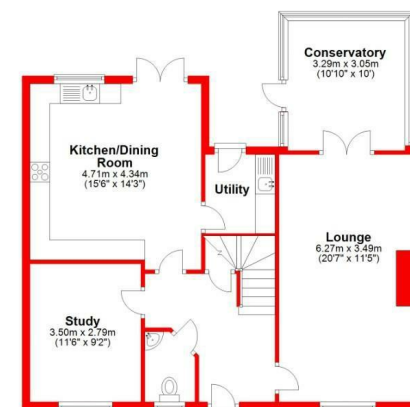 Conservatory
3.29m x 3.05m
(10'10" x 10')
Kitchen/Dining
Room
4.71m x 4.34m
(15'6" x 14'3")
Utility
Lounge
6.27m x 3.49m
(20'7" x 11'5")
Study
3.50m x 2.79m
(11'6" x 9'2")